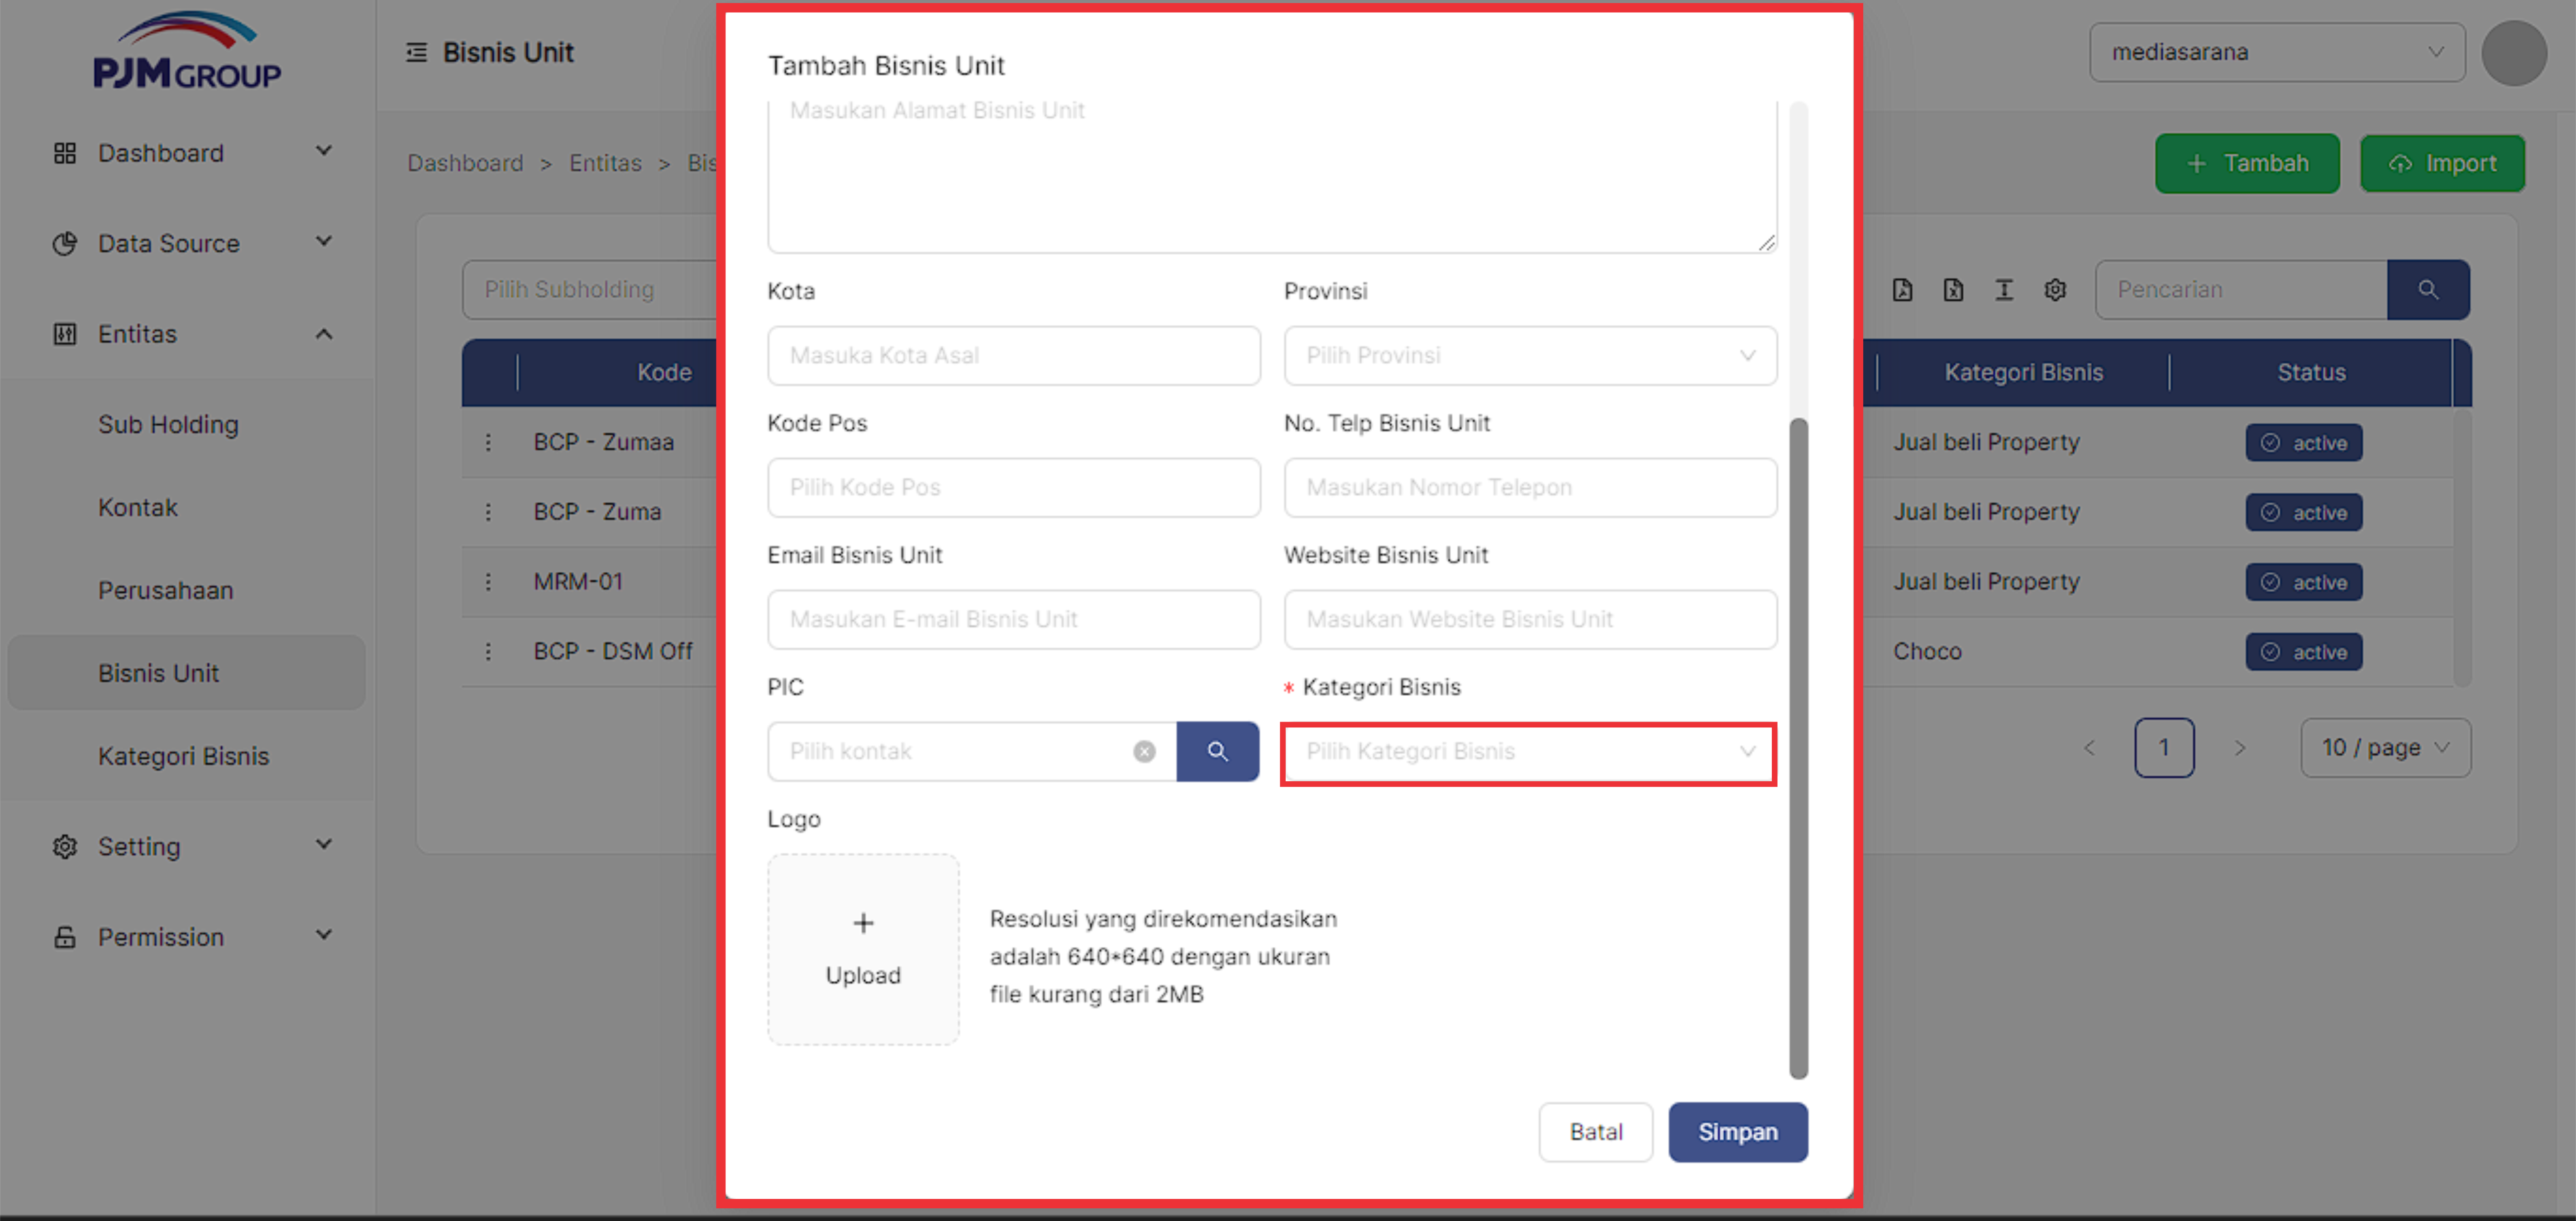 PJM GROUP
Bisnis Unit
mediasarana
Dashboard
Data Source
Entitas
Sub Holding
Kontak
Perusahaan
Bisnis Unit
Kategori Bisnis
Setting
Permission
Dashboard > Entitas > Bis
+ Tambah
Import
Pilih Subholding
Pencarian
Kode
Kategori Bisnis
Status
BCP - Zumaa
Jual beli Property
active
BCP - Zuma
Jual beli Property
active
MRM-01
Jual beli Property
active
BCP - DSM Off
Choco
active
< 1 >
10 / page
Tambah Bisnis Unit
Masukan Alamat Bisnis Unit
Kota
Provinsi
Masuka Kota Asal
Pilih Provinsi
Kode Pos
No. Telp Bisnis Unit
Pilih Kode Pos
Masukan Nomor Telepon
Email Bisnis Unit
Website Bisnis Unit
Masukan E-mail Bisnis Unit
Masukan Website Bisnis Unit
PIC
* Kategori Bisnis
Pilih kontak
Pilih Kategori Bisnis
Logo
+
Upload
Resolusi yang direkomendasikan
adalah 640*640 dengan ukuran
file kurang dari 2MB
Batal
Simpan